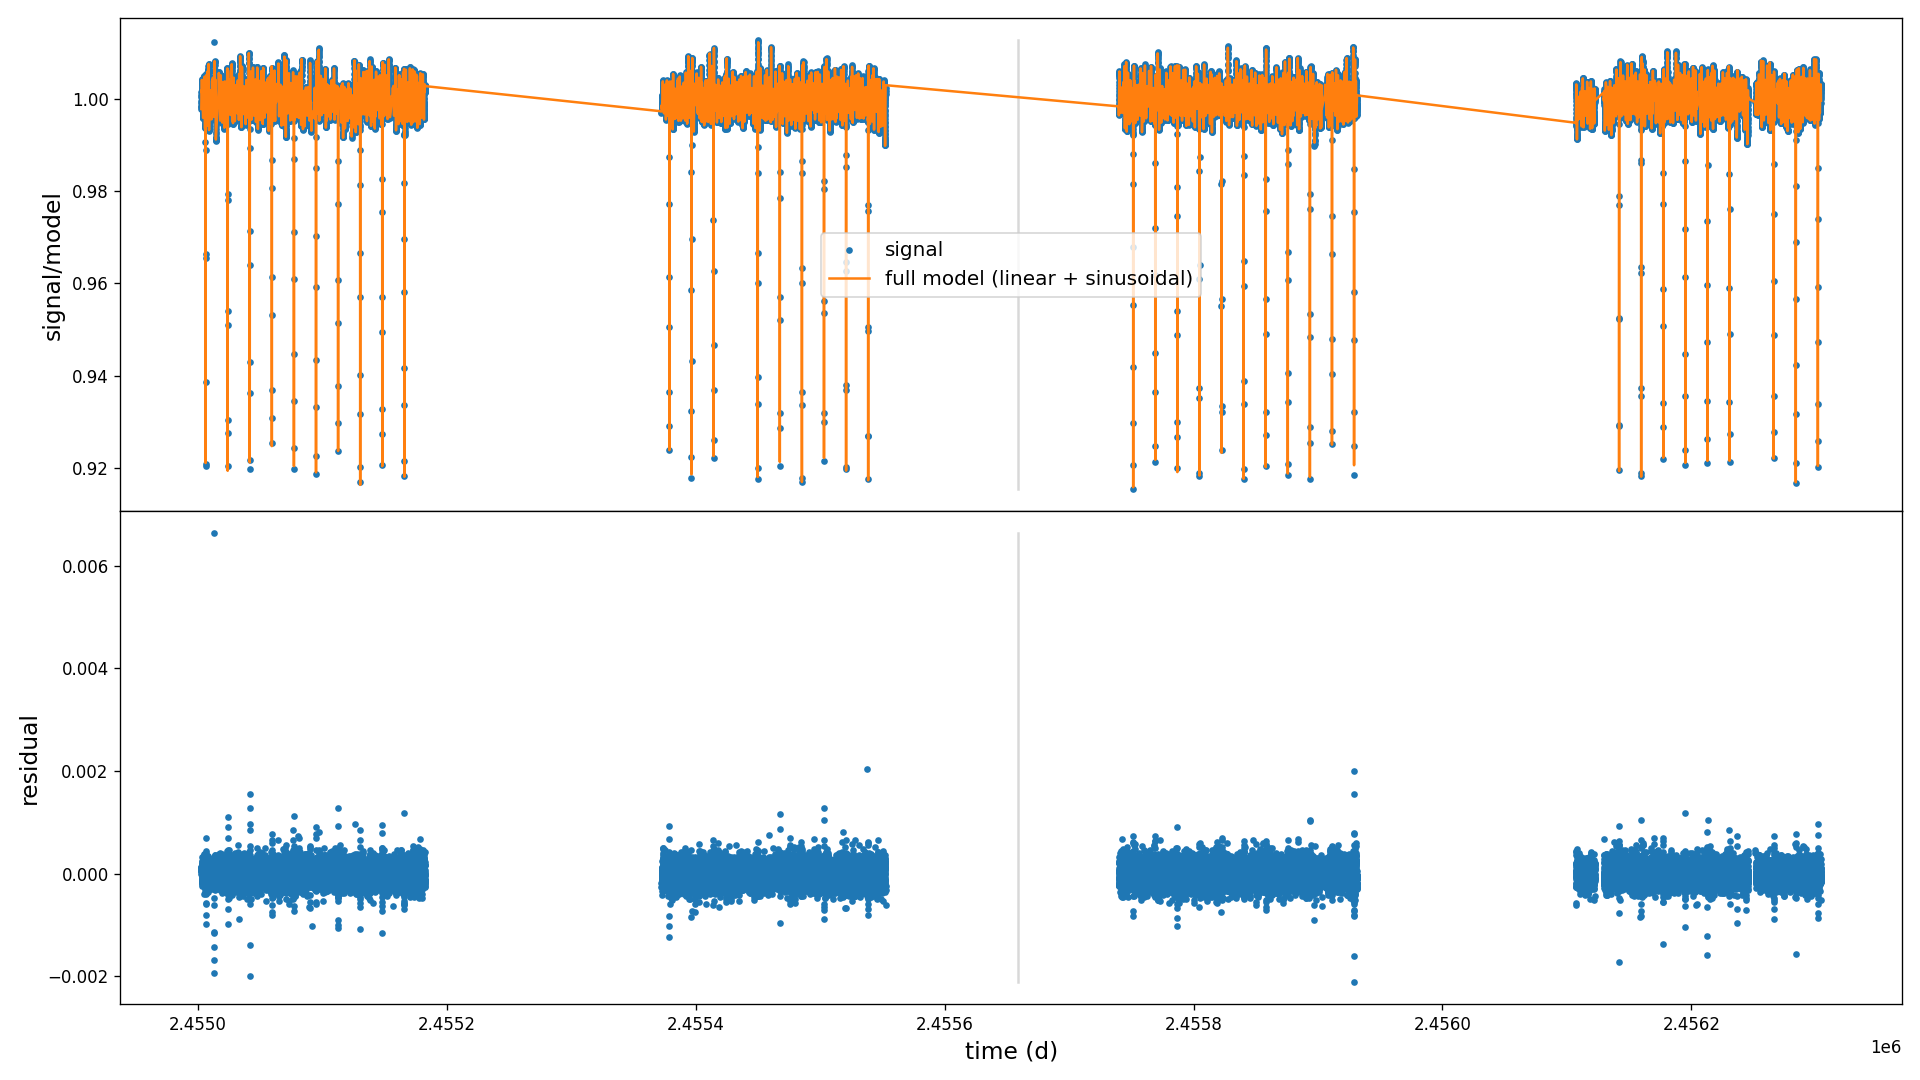 signal/model
1.00
0.98
0.96
0.94
0.92
signal
full model (linear + sinusoidal)
residual
0.006
0.004
0.002
0.000
−0.002
2.4550
2.4552
2.4554
2.4556
2.4558
2.4560
2.4562
time (d)
1e6